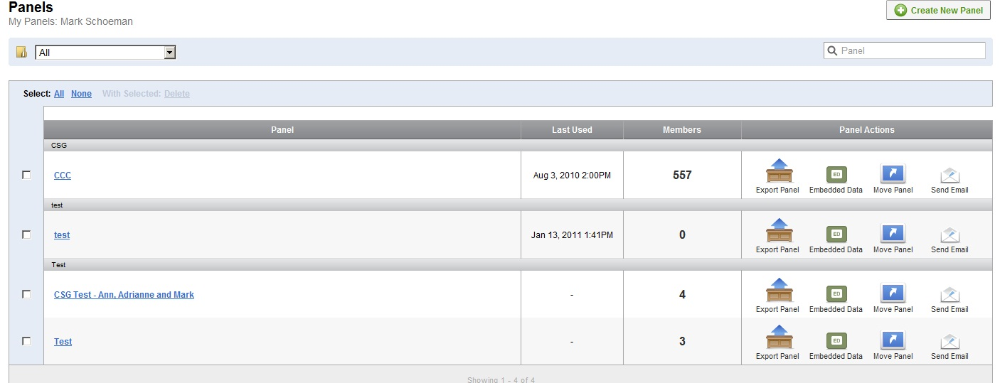 Panels
My Panels: Mark Schoeman
Create New Panel
All
Panel
Select: All None With Selected: Delete
Panel Last Used Members Panel Actions
CSG
CCC Aug 3, 2010 2:00PM 557 ED
Export Panel Embedded Data Move Panel Send Email
test
test Jan 13, 2011 1:41PM 0 ED
Export Panel Embedded Data Move Panel Send Email
Test
CSG Test - Ann, Adrianne and Mark - 4 ED
Export Panel Embedded Data Move Panel Send Email
Test - 3 ED
Export Panel Embedded Data Move Panel Send Email
Showing 1 - 4 of 4